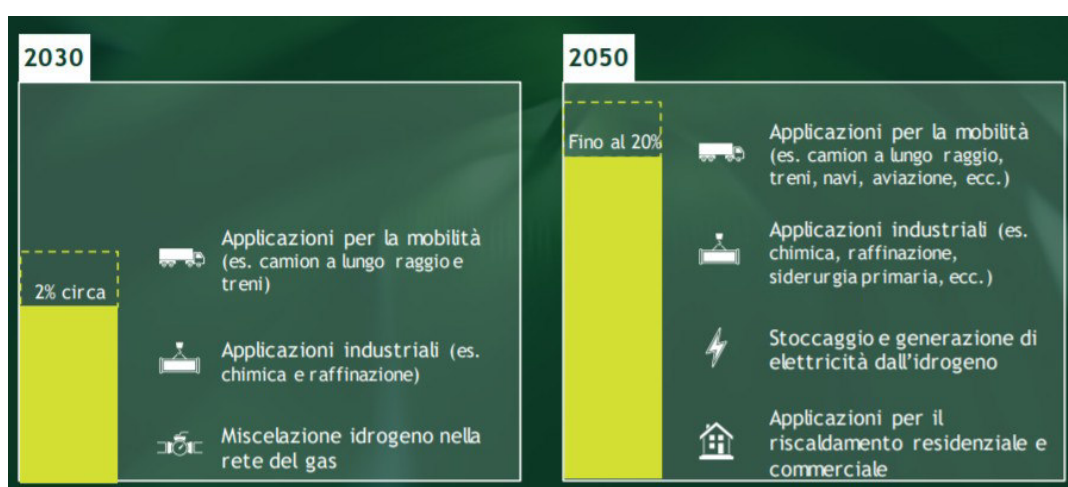 2030
2% circa
Applicazioni per la mobilità
(es. camion a lungo raggio e
treni)
Applicazioni industriali (es.
chimica e raffinazione)
Miscelazione idrogeno nella
rete del gas
2050
Fino al 20%
Applicazioni per la mobilità
(es. camion a lungo raggio,
treni, navi, aviazione, ecc.)
Applicazioni industriali (es.
chimica, raffinazione,
siderurgia primaria, ecc.)
Stoccaggio e generazione di
elettricità dall'idrogeno
Applicazioni per il
riscaldamento residenziale e
commerciale